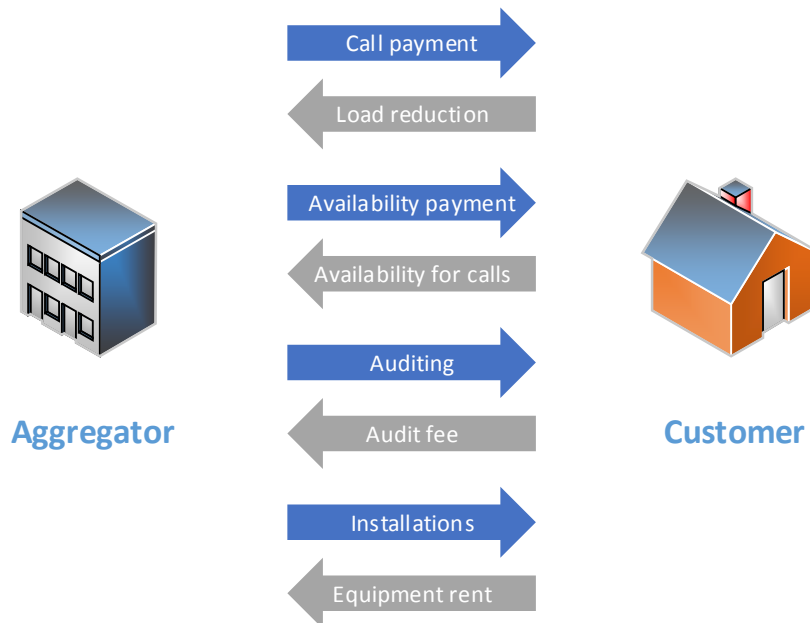 Call payment
Load reduction
Availability payment
Availability for calls
Auditing
Aggregator
Audit fee
Customer
Installations
Equipment rent